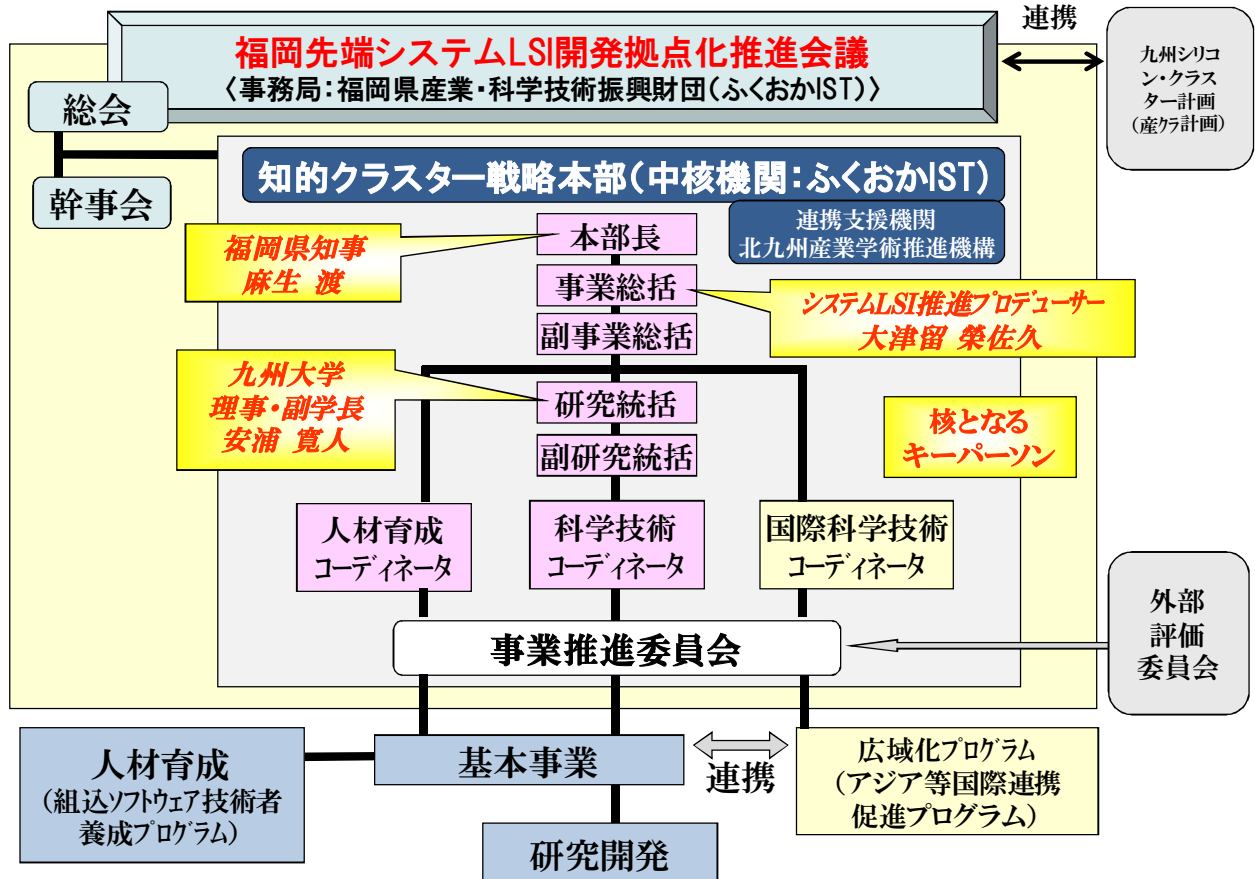 福岡先端システムLSI開発拠点化推進会議
〈事務局：福岡県産業・科学技術振興財団（ふくおかIST）〉
連携
九州シリコ
ン・クラス
ター計画
(産クラ計画)
総会
幹事会
知的クラスター戦略本部（中核機関：ふくおかIST）
連携支援機関
北九州産業学術推進機構
本部長
福岡県知事
麻生 渡
事業総括
システムLSI推進プロデューサー
大津留 榮佐久
副事業総括
九州大学
理事・副学長
安浦 寛人
研究統括
副研究統括
核となる
キーパーソン
人材育成
コーディネータ
科学技術
コーディネータ
国際科学技術
コーディネータ
事業推進委員会
外部
評価
委員会
人材育成
（組込ソフトウェア技術者
養成プログラム）
基本事業
連携
広域化プログラム
（アジア等国際連携
促進プログラム）
研究開発